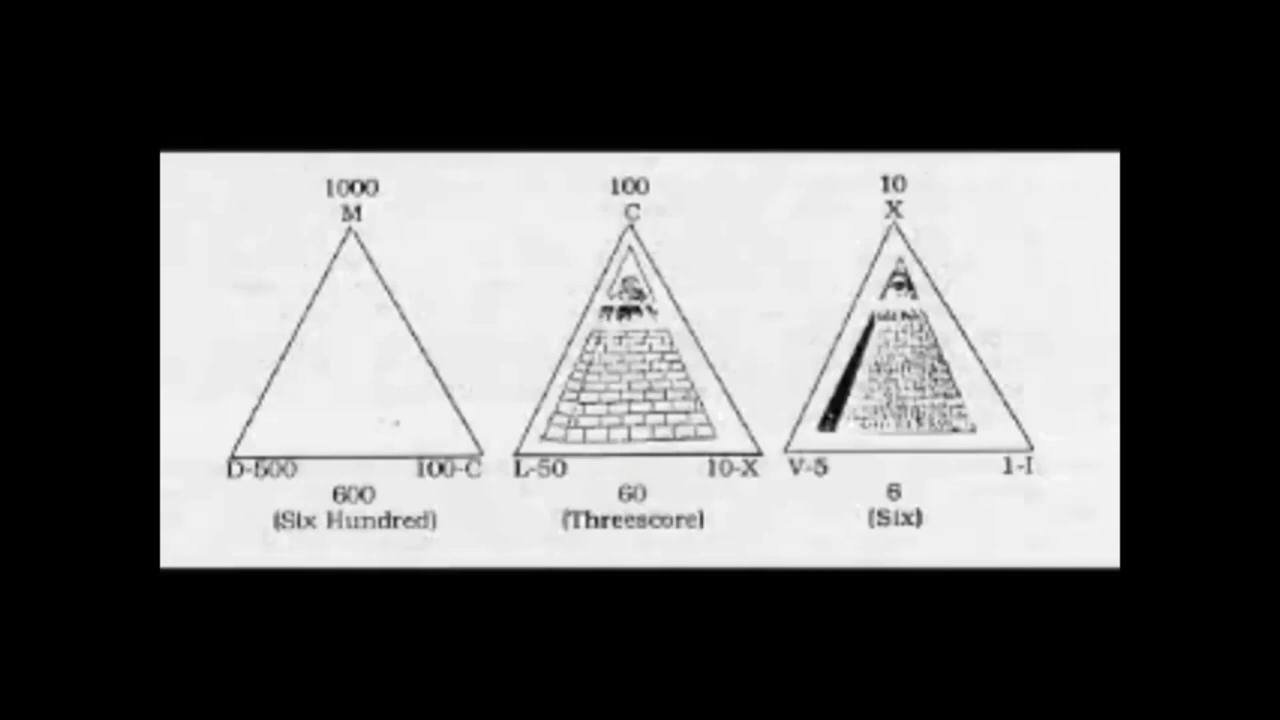 1000
M
D-500 100-C
600
(Six Hundred)
100
C
L-50 10-X
60
(Threescore)
10
X
V-5 1-I
6
(Six)